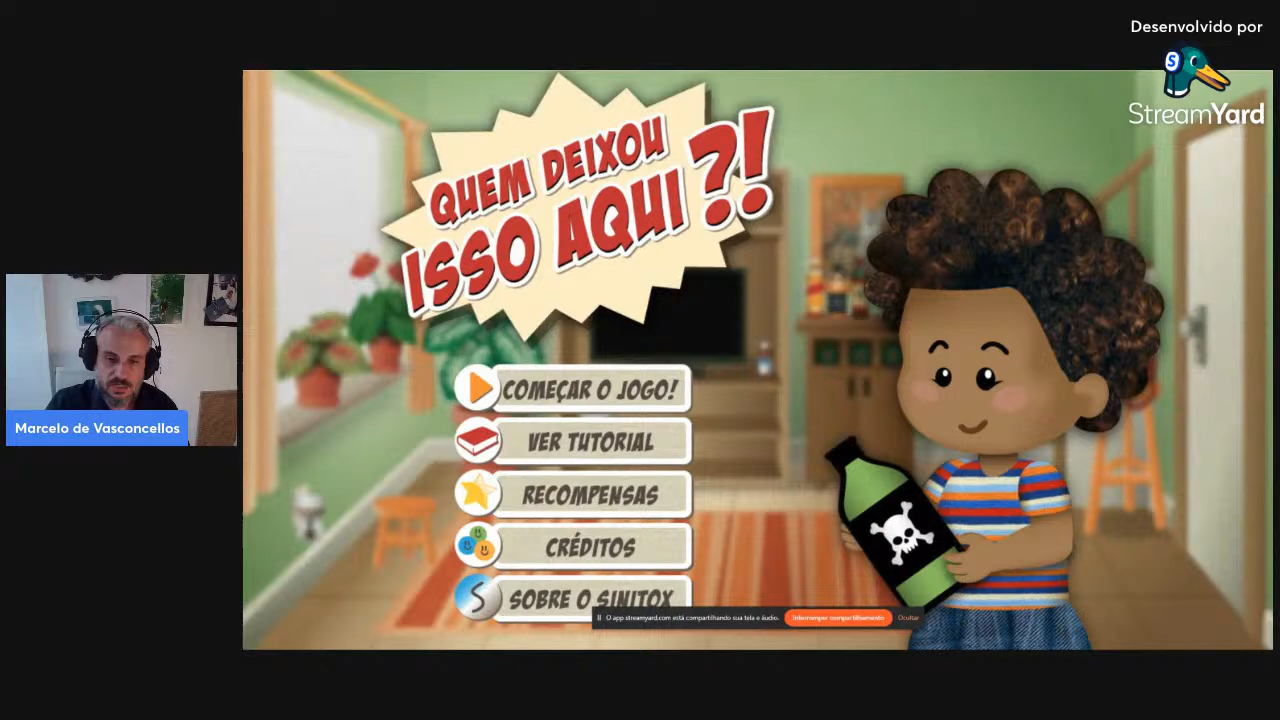 Desenvolvido por
StreamYard
QUEM DEIXOU
ISSO AQUI?!
COMEÇAR O JOGO!
VER TUTORIAL
RECOMPENSAS
CRÉDITOS
SOBRE O SINITOX
O app streamyard.com está compartilhando sua tela e áudio.
Interromper compartilhamento
Ocultar
Marcelo de Vasconcellos